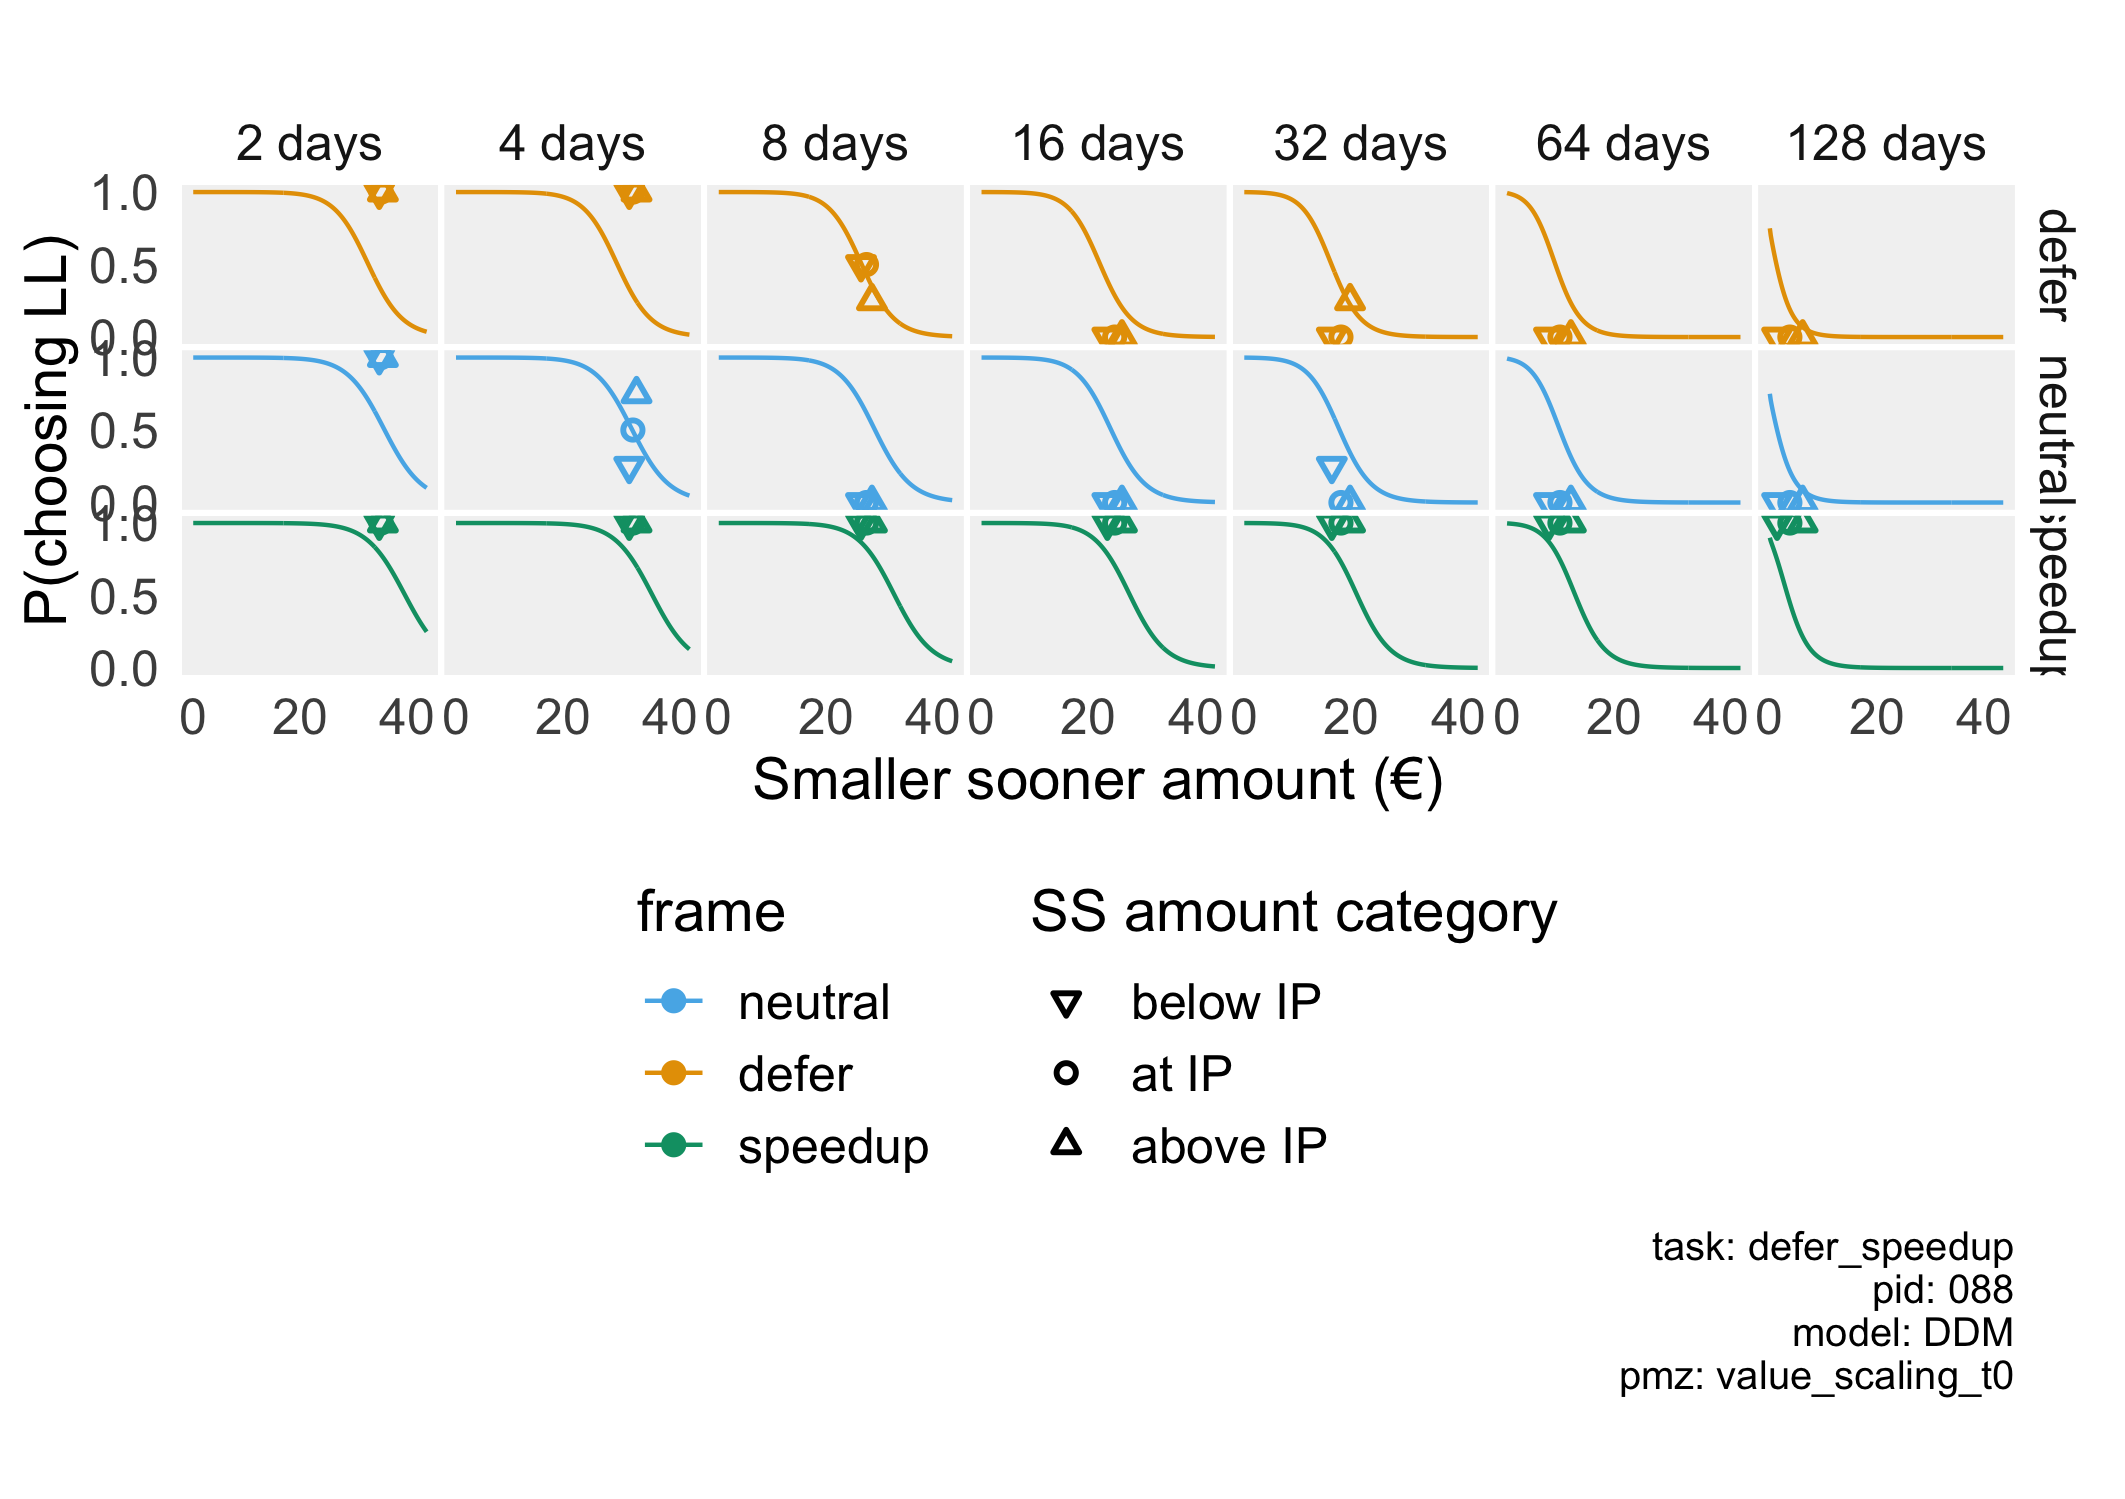 2 days 4 days 8 days 16 days 32 days 64 days 128 days
P(choosing LL)
1.0
0.5
0.0
defer
1.0
0.5
0.0
neutral
1.0
0.5
0.0
speedup
0 20 40 0 20 40 0 20 40 0 20 40 0 20 40 0 20 40 0 20 40
Smaller sooner amount (€)
frame
neutral
defer
speedup
SS amount category
below IP
at IP
above IP
task: defer_speedup
pid: 088
model: DDM
pmz: value_scaling_t0